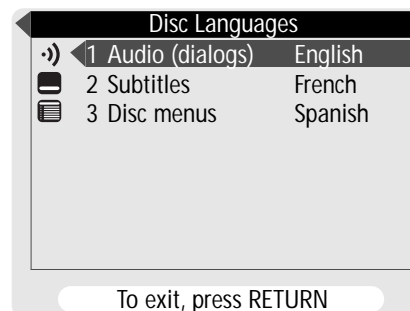 Disc Languages
1 Audio (dialogs) English
2 Subtitles French
3 Disc menus Spanish
To exit, press RETURN